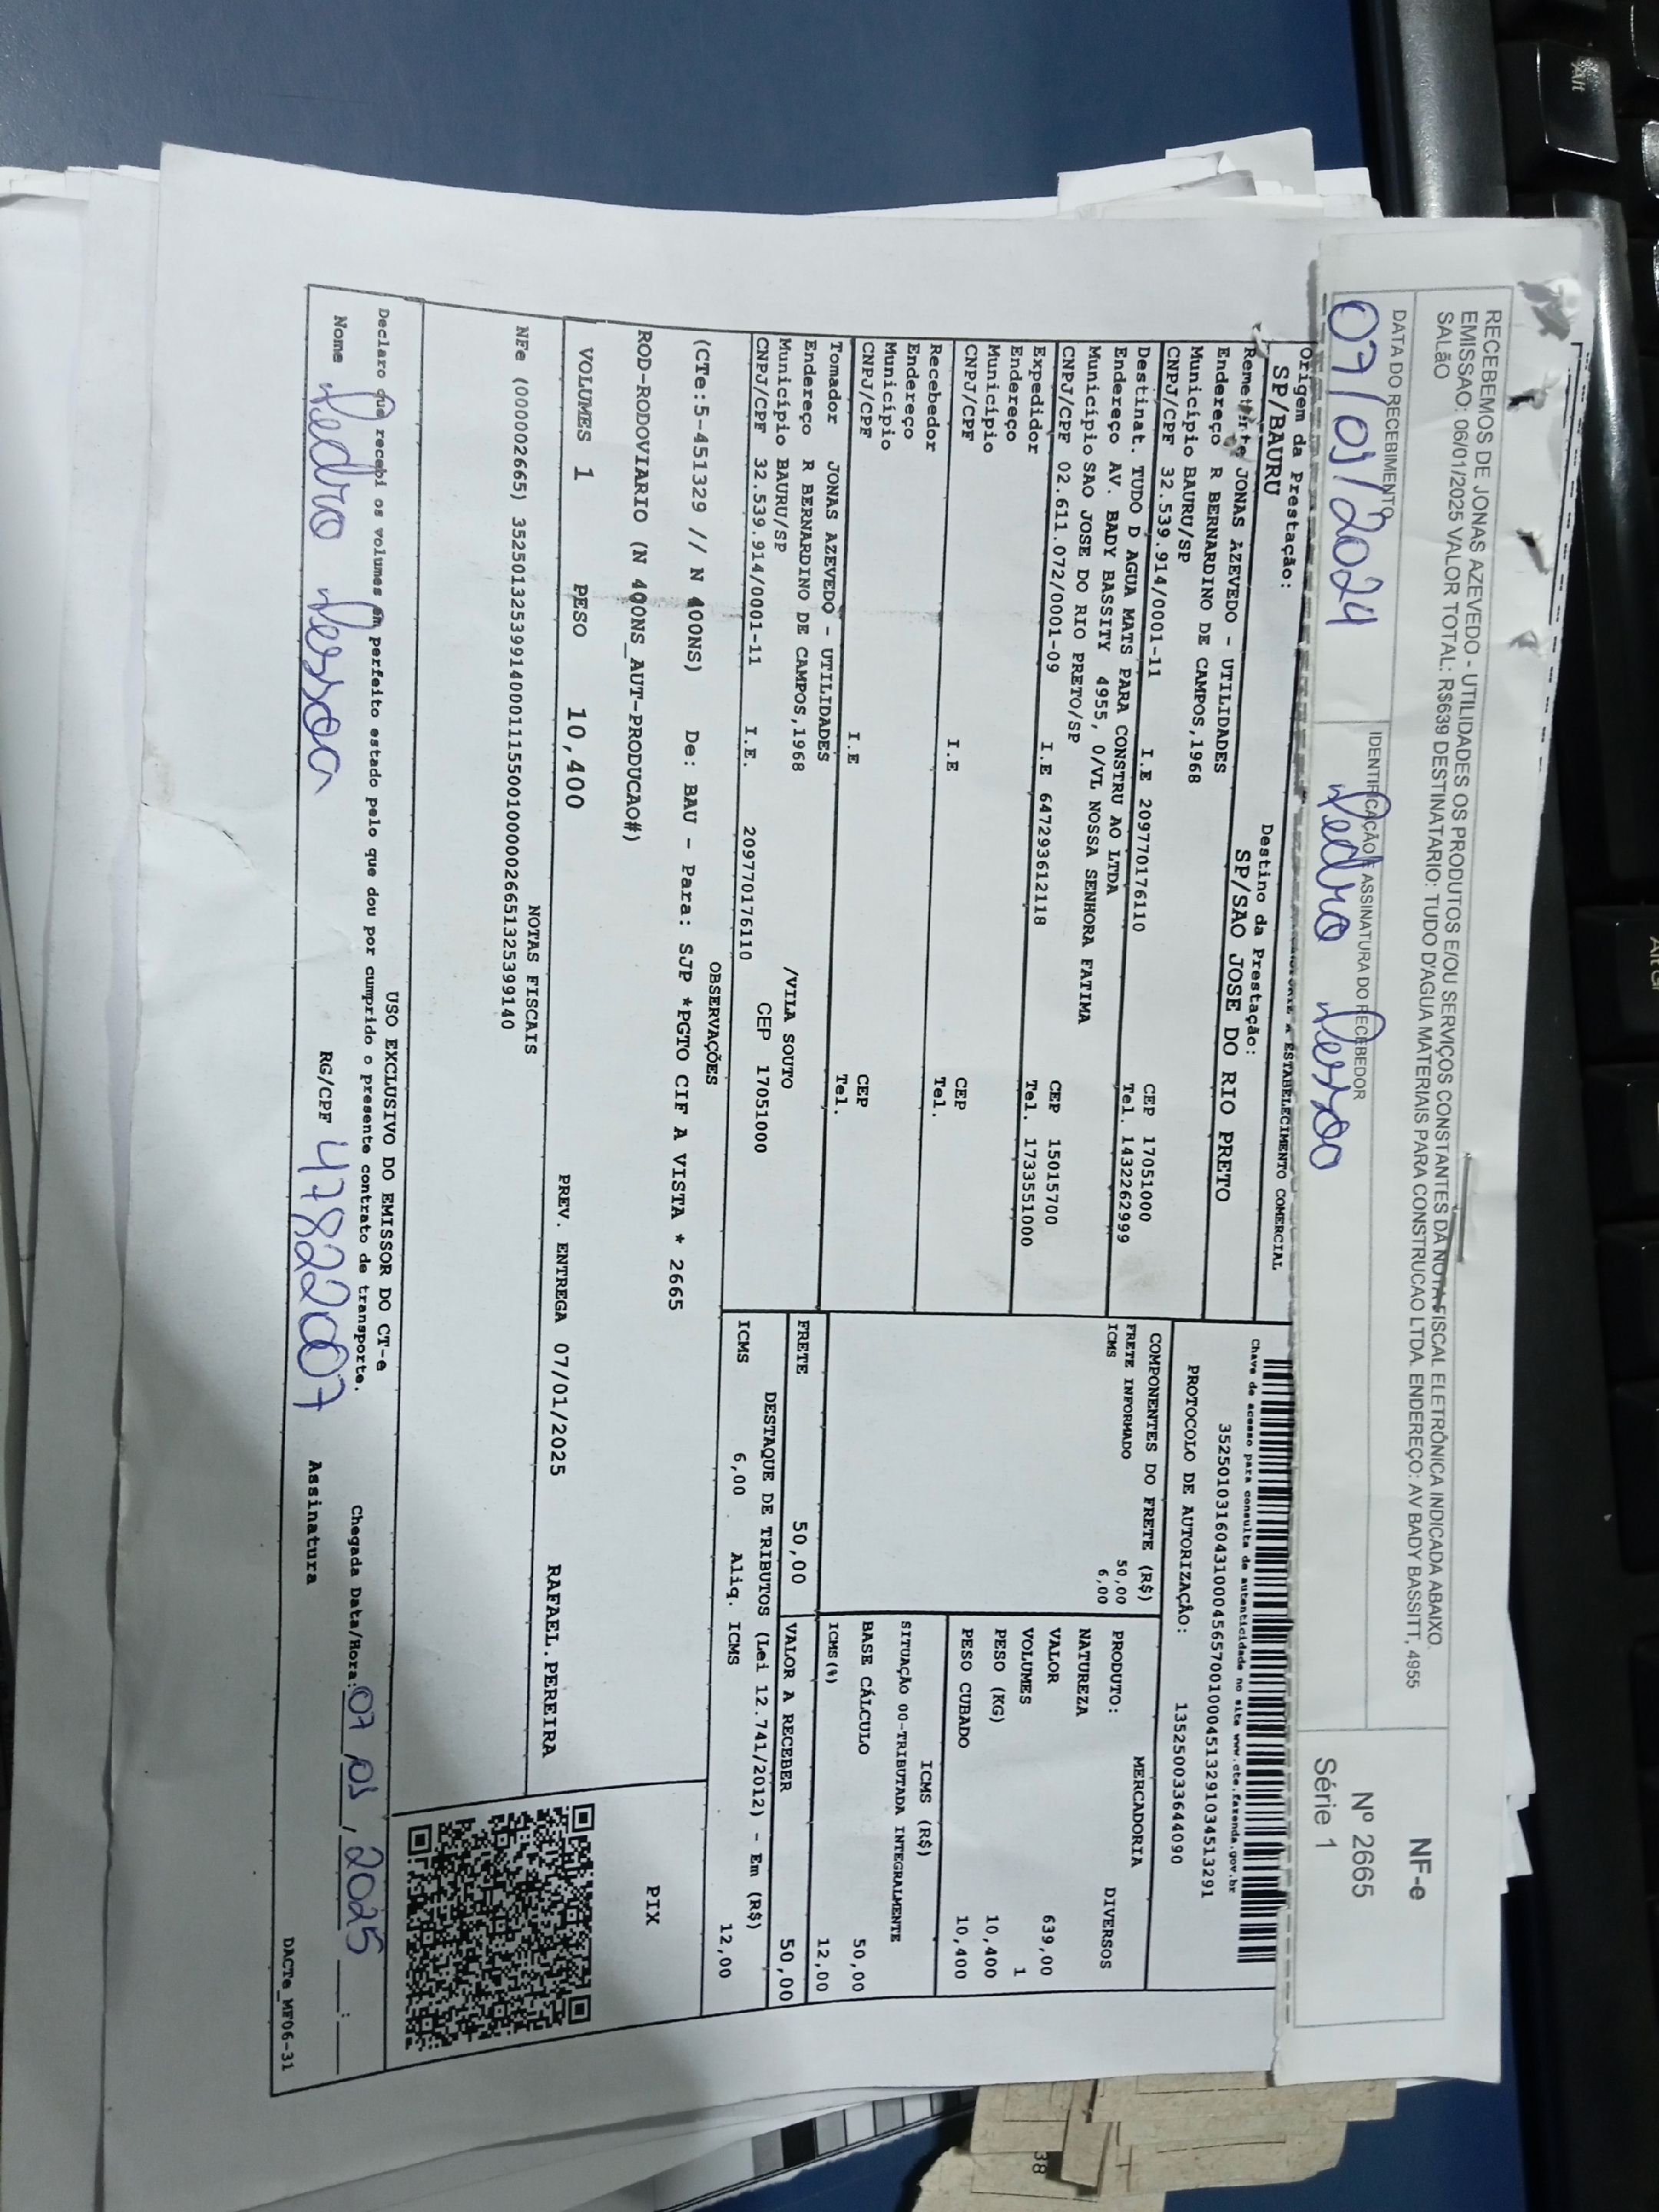 RECEBEMOS DE JONAS AZEVEDO - UTILIDADES OS PRODUTOS E/OU SERVIÇOS CONSTANTES DA NOTA FISCAL ELETRÔNICA INDICADA ABAIXO.
EMISSÃO: 06/01/2025 VALOR TOTAL: R$639 DESTINATARIO: TUDO D'AGUA MATERIAIS PARA CONSTRUCAO LTDA. ENDEREÇO: AV BADY BASSITT, 4955
SALãO
NF-e
Nº 2665
Série 1
DATA DO RECEBIMENTO
07/01/2024
IDENTIFICAÇÃO E ASSINATURA DO RECEBEDOR
Pedro Pessoa
ESTABELECIMENTO COMERCIAL
Origem da Prestação:
SP/BAURU
Destino da Prestação:
SP/SAO JOSE DO RIO PRETO
Remetente JONAS AZEVEDO - UTILIDADES
Endereço R BERNARDINO DE CAMPOS,1968
Município BAURU/SP CEP 17051000
CNPJ/CPF 32.539.914/0001-11 I.E 209770176110 Tel. 1432262999
Destinat. TUDO D AGUA MATS PARA CONSTRU AO LTDA
Endereço AV. BADY BASSITY 4955, 0/VL NOSSA SENHORA FATIMA
Município SAO JOSE DO RIO PRETO/SP CEP 15015700
CNPJ/CPF 02.611.072/0001-09 I.E 647293612118 Tel. 1733551000
Expedidor
Endereço
Município CEP
CNPJ/CPF I.E Tel.
Recebedor
Endereço
Município CEP
CNPJ/CPF I.E Tel.
Tomador JONAS AZEVEDO - UTILIDADES
Endereço R BERNARDINO DE CAMPOS,1968 /VILA SOUTO
Município BAURU/SP CEP 17051000
CNPJ/CPF 32.539.914/0001-11 I.E. 209770176110
Chave de acesso para consulta de autenticidade no site www.cte.fazenda.gov.br
35250103160431000456570010004513291034513291
PROTOCOLO DE AUTORIZAÇÃO: 135250033644090
COMPONENTES DO FRETE (R$)
FRETE INFORMADO 50,00
ICMS 6,00
MERCADORIA
PRODUTO: DIVERSOS
NATUREZA
VALOR 639,00
VOLUMES 1
PESO (KG) 10,400
PESO CUBADO 10,400
ICMS (R$)
SITUAÇÃO 00-TRIBUTADA INTEGRALMENTE
BASE CÁLCULO 50,00
ICMS(%) 12,00
FRETE 50,00
VALOR A RECEBER 50,00
DESTAQUE DE TRIBUTOS (Lei 12.741/2012) - Em (R$)
ICMS 6,00 Aliq. ICMS 12,00
OBSERVAÇÕES
(CTe:5-451329 // N 400NS) De: BAU - Para: SJP *PGTO CIF A VISTA * 2665
ROD-RODOVIARIO (N 400NS_AUT-PRODUCAO#)
PIX
VOLUMES 1 PESO 10,400 PREV. ENTREGA 07/01/2025 RAFAEL.PEREIRA
NOTAS FISCAIS
NFe (000002665) 35250132539914000111550010000026651325399140
USO EXCLUSIVO DO EMISSOR DO CT-e
Declaro que recebi os volumes em perfeito estado pelo que dou por cumprido o presente contrato de transporte.
Chegada Data/Hora: 07 01 2025
Nome Pedro Pessoa RG/CPF 47822007 Assinatura
DACTe_MF06-31
Alt
Alt Gr
38